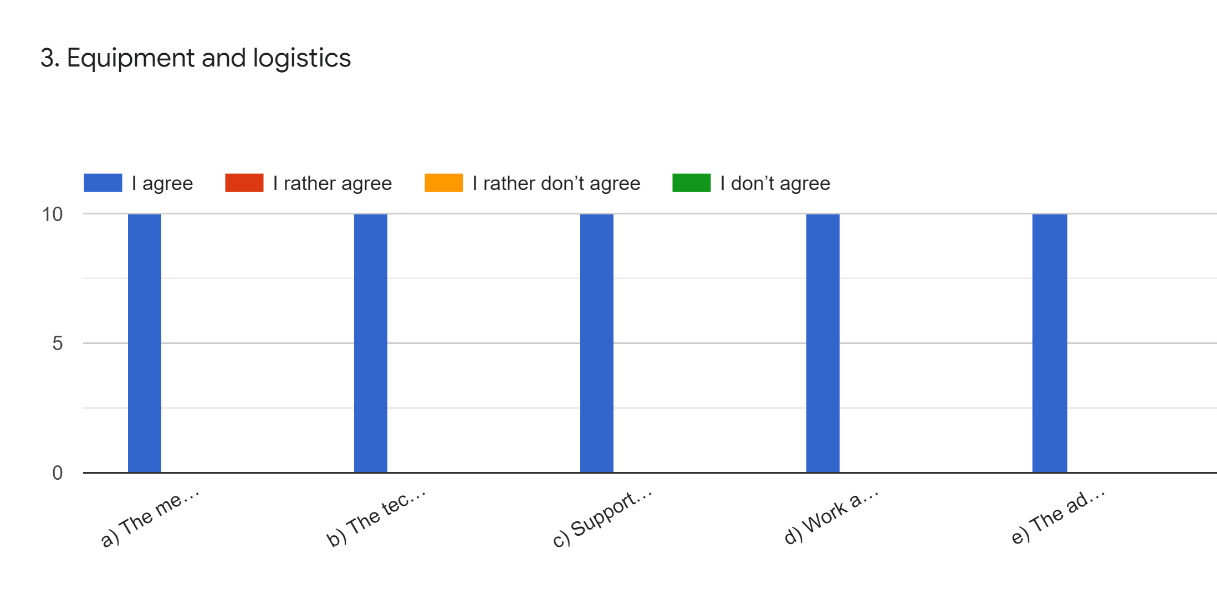 3. Equipment and logistics
I agree
I rather agree
I rather don’t agree
I don’t agree
10
5
0
a) The me…
b) The tec…
c) Support…
d) Work a…
e) The ad…